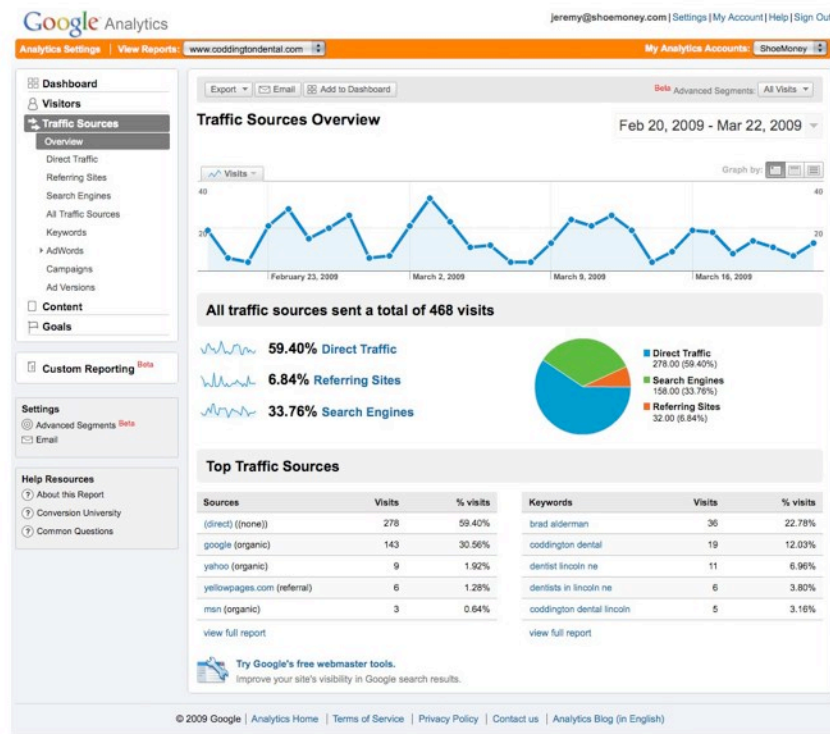 Google Analytics
jeremy@shoemoney.com | Settings | My Account | Help | Sign Out
Analytics Settings | View Reports: www.coddingtondental.com
My Analytics Accounts: ShoeMoney
Dashboard
Visitors
Traffic Sources
Overview
Direct Traffic
Referring Sites
Search Engines
All Traffic Sources
Keywords
AdWords
Campaigns
Ad Versions
Content
Goals
Custom Reporting Beta
Settings
Advanced Segments Beta
Email
Help Resources
About this Report
Conversion University
Common Questions
Export Email Add to Dashboard
Beta Advanced Segments: All Visits
Traffic Sources Overview
Feb 20, 2009 - Mar 22, 2009
Visits
Graph by:
40 40
20 20
February 23, 2009 March 2, 2009 March 9, 2009 March 16, 2009
All traffic sources sent a total of 468 visits
59.40% Direct Traffic
6.84% Referring Sites
33.76% Search Engines
Direct Traffic
278.00 (59.40%)
Search Engines
158.00 (33.76%)
Referring Sites
32.00 (6.84%)
Top Traffic Sources
Sources Visits % visits
(direct) ((none)) 278 59.40%
google (organic) 143 30.56%
yahoo (organic) 9 1.92%
yellowpages.com (referral) 6 1.28%
msn (organic) 3 0.64%
view full report
Keywords Visits % visits
brad alderman 36 22.78%
coddington dental 19 12.03%
dentist lincoln ne 11 6.96%
dentists in lincoln ne 6 3.80%
coddington dental lincoln 5 3.16%
view full report
Try Google's free webmaster tools.
Improve your site's visibility in Google search results.
© 2009 Google | Analytics Home | Terms of Service | Privacy Policy | Contact us | Analytics Blog (in English)